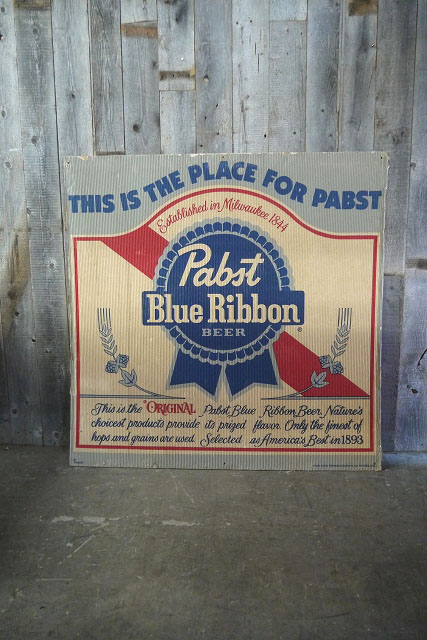 THIS IS THE PLACE FOR PABST
Established in Milwaukee 1844
Pabst
Blue Ribbon
BEER
®
This is the "ORIGINAL Pabst Blue Ribbon Beer. Nature's
choicest products provide its prized flavor. Only the finest of
hops and grains are used. Selected as America's Best in 1893